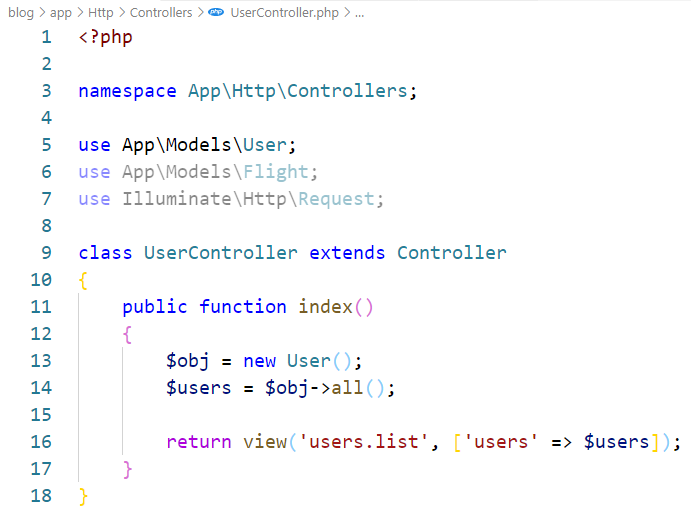 blog > app > Http > Controllers > php UserController.php > ...
1 <?php
2
3 namespace App\Http\Controllers;
4
5 use App\Models\User;
6 use App\Models\Flight;
7 use Illuminate\Http\Request;
8
9 class UserController extends Controller
10 {
11     public function index()
12     {
13         $obj = new User();
14         $users = $obj->all();
15
16         return view('users.list', ['users' => $users]);
17     }
18 }